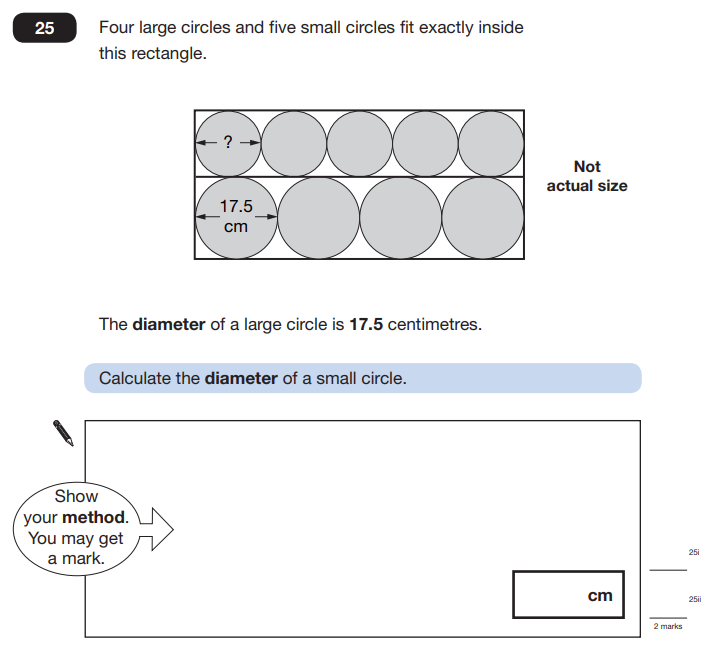 25
Four large circles and five small circles fit exactly inside
this rectangle.
?
17.5
cm
Not
actual size
The diameter of a large circle is 17.5 centimetres.
Calculate the diameter of a small circle.
Show
your method.
You may get
a mark.
cm
25i
25ii
2 marks